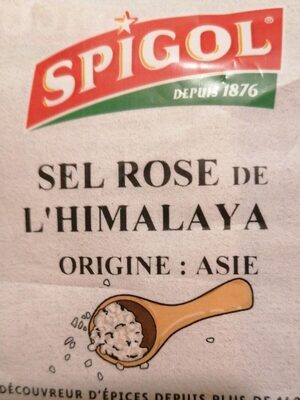 SPIGOL®
DEPUIS 1876
SEL ROSE DE
L'HIMALAYA
ORIGINE : ASIE
DÉCOUVREUR D'ÉPICES DEPUIS PLUS DE